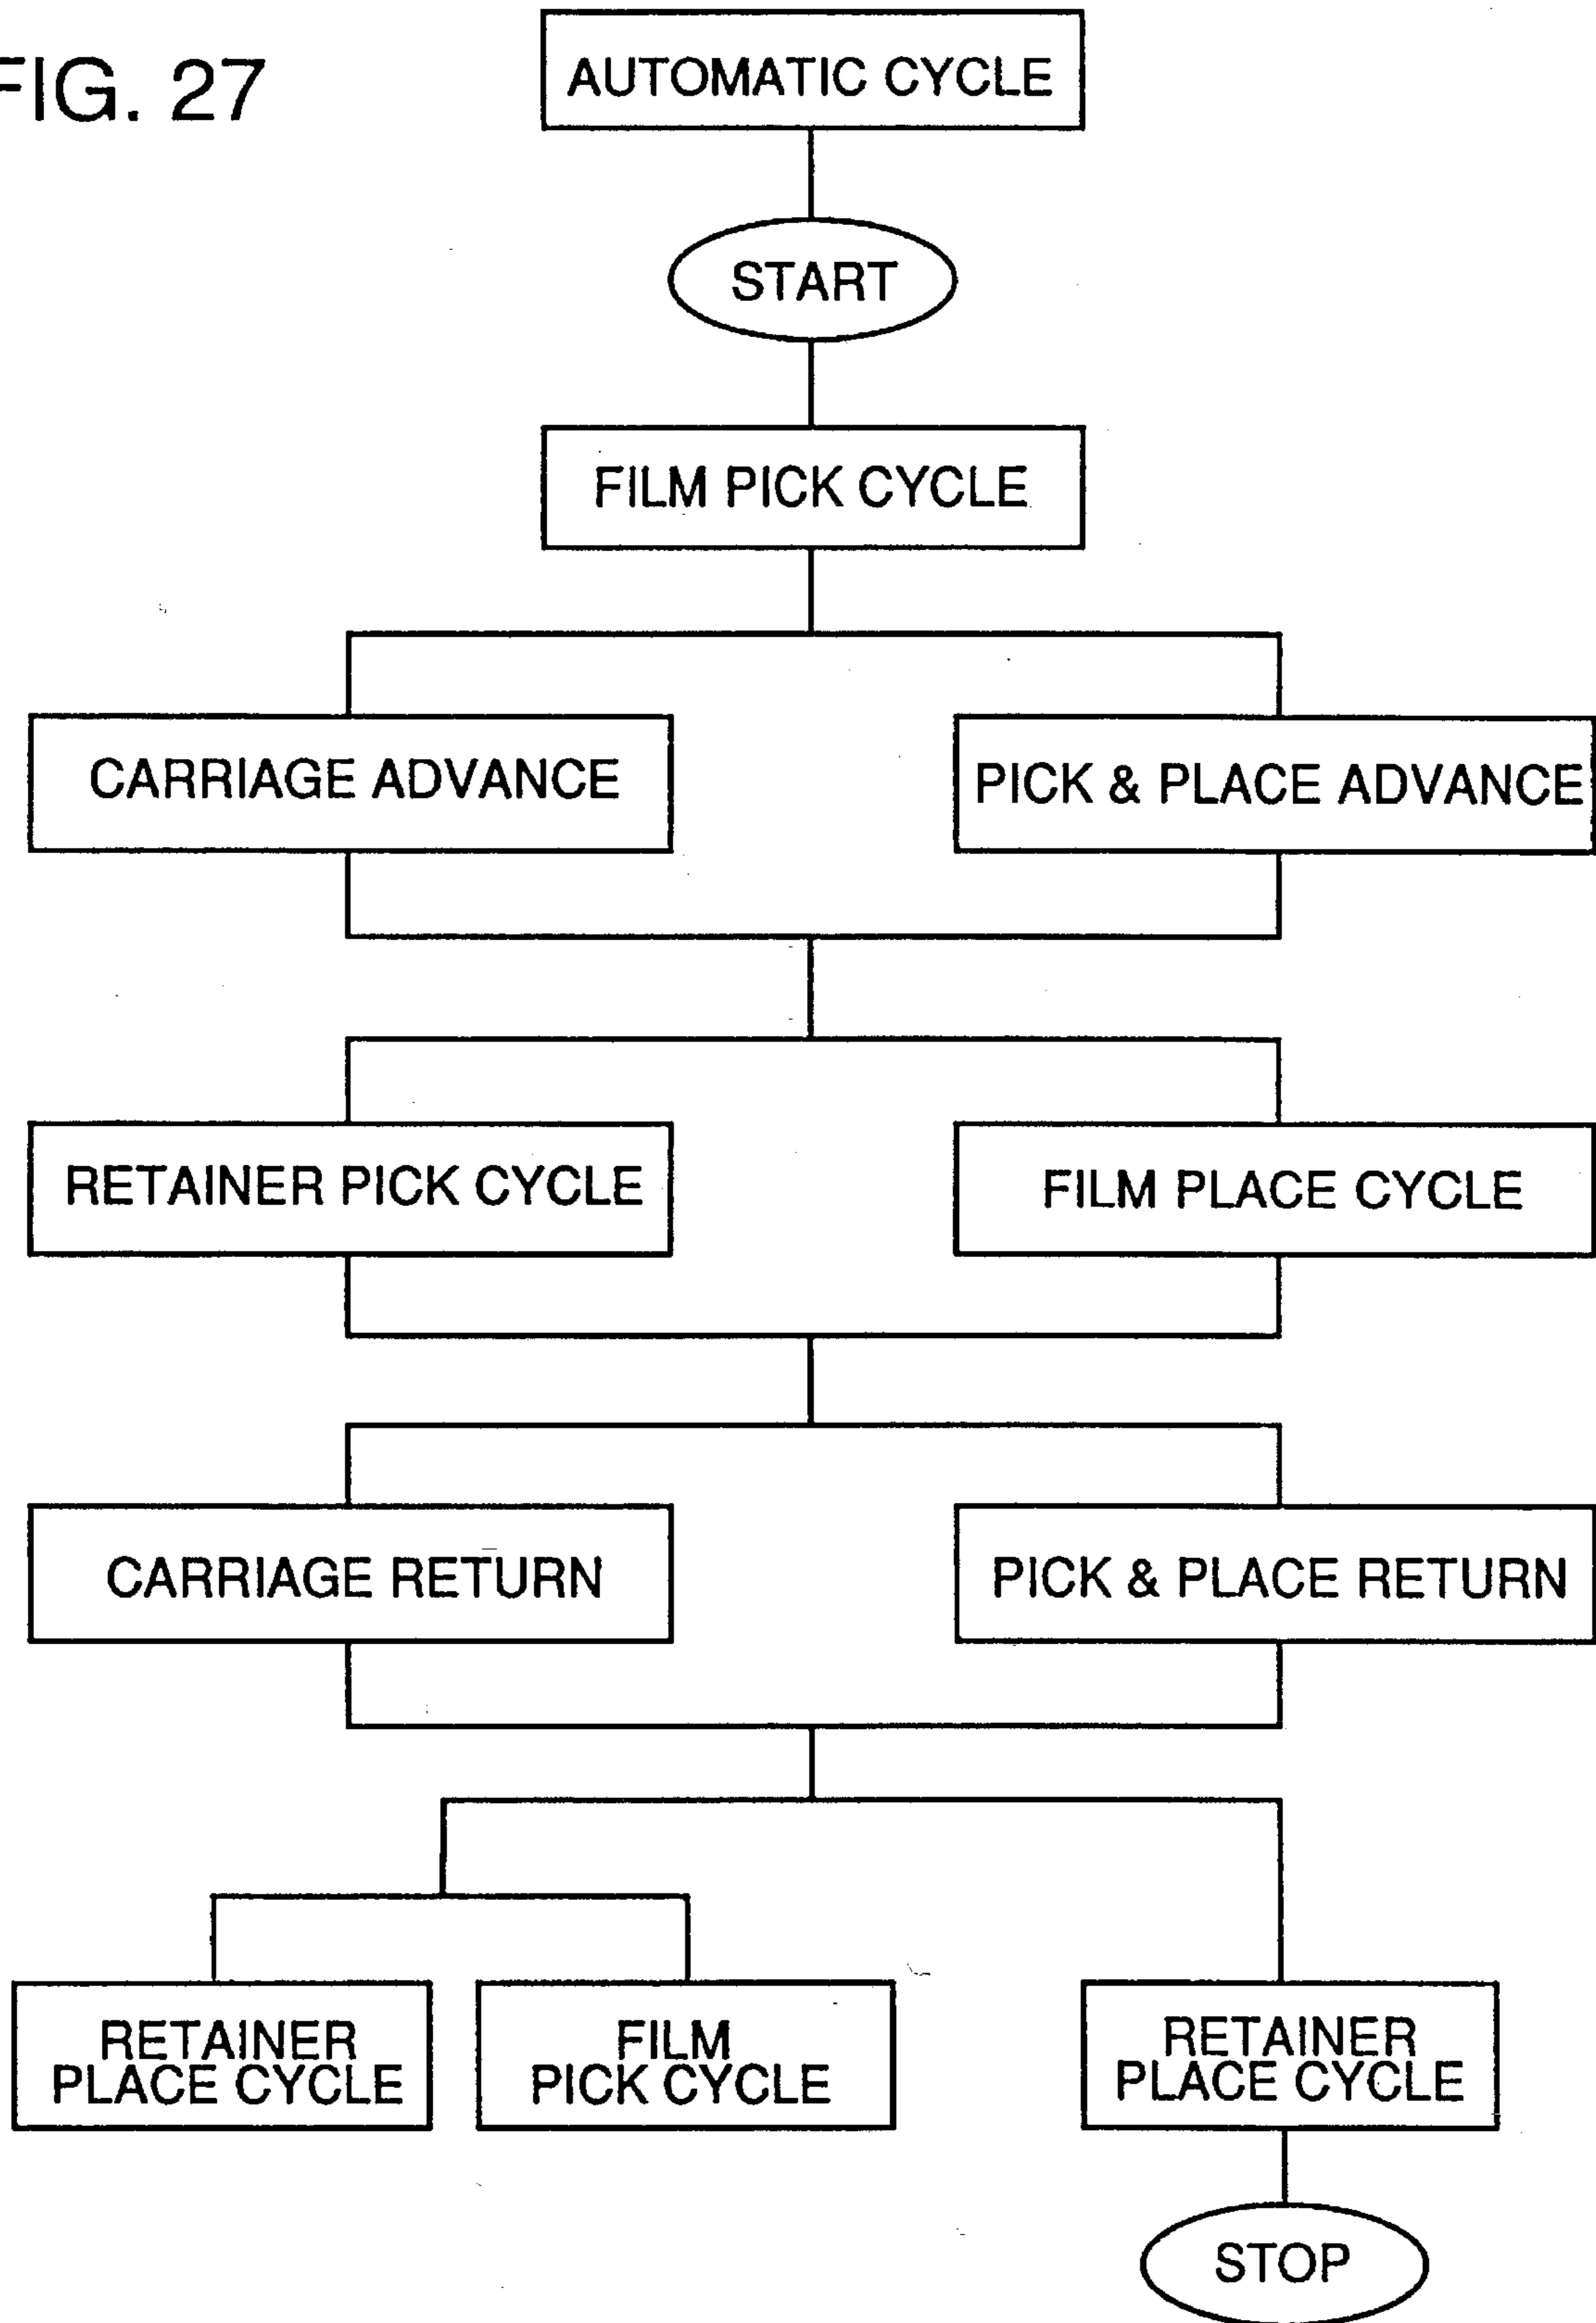 FIG. 27
AUTOMATIC CYCLE
START
FILM PICK CYCLE
CARRIAGE ADVANCE
PICK & PLACE ADVANCE
RETAINER PICK CYCLE
FILM PLACE CYCLE
CARRIAGE RETURN
PICK & PLACE RETURN
RETAINER
PLACE CYCLE
FILM
PICK CYCLE
RETAINER
PLACE CYCLE
STOP